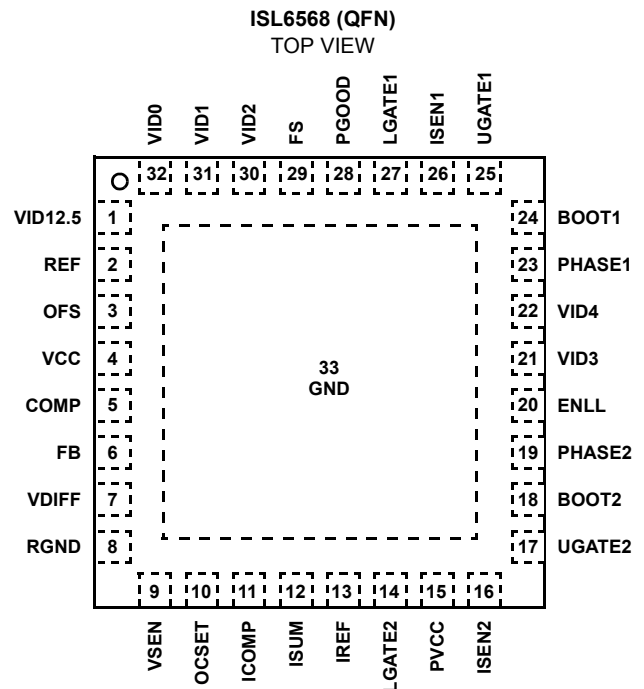 ISL6568 (QFN)
TOP VIEW
VID0 VID1 VID2 FS PGOOD LGATE1 ISEN1 UGATE1
32 31 30 29 28 27 26 25
VID12.5 1 24 BOOT1
REF 2 23 PHASE1
OFS 3 22 VID4
VCC 4 21 VID3
33
GND
COMP 5 20 ENLL
FB 6 19 PHASE2
VDIFF 7 18 BOOT2
RGND 8 17 UGATE2
9 10 11 12 13 14 15 16
VSEN OCSET ICOMP ISUM IREF LGATE2 PVCC ISEN2